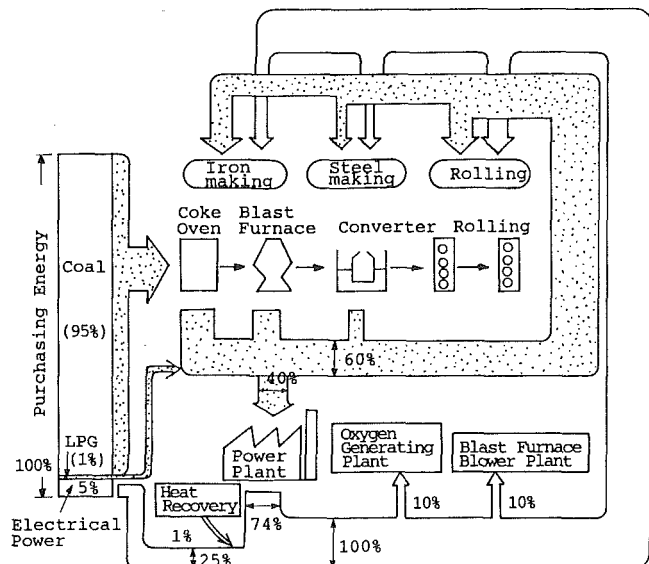 Iron
making
Steel
making
Rolling
Coke
Oven
Blast
Furnace
Converter
Rolling
Purchasing Energy
100%
Coal
(95%)
LPG
(1%)
5%
Electrical
Power
60%
40%
Power
Plant
Oxygen
Generating
Plant
Blast Furnace
Blower Plant
Heat
Recovery
1%
25%
74%
100%
10%
10%